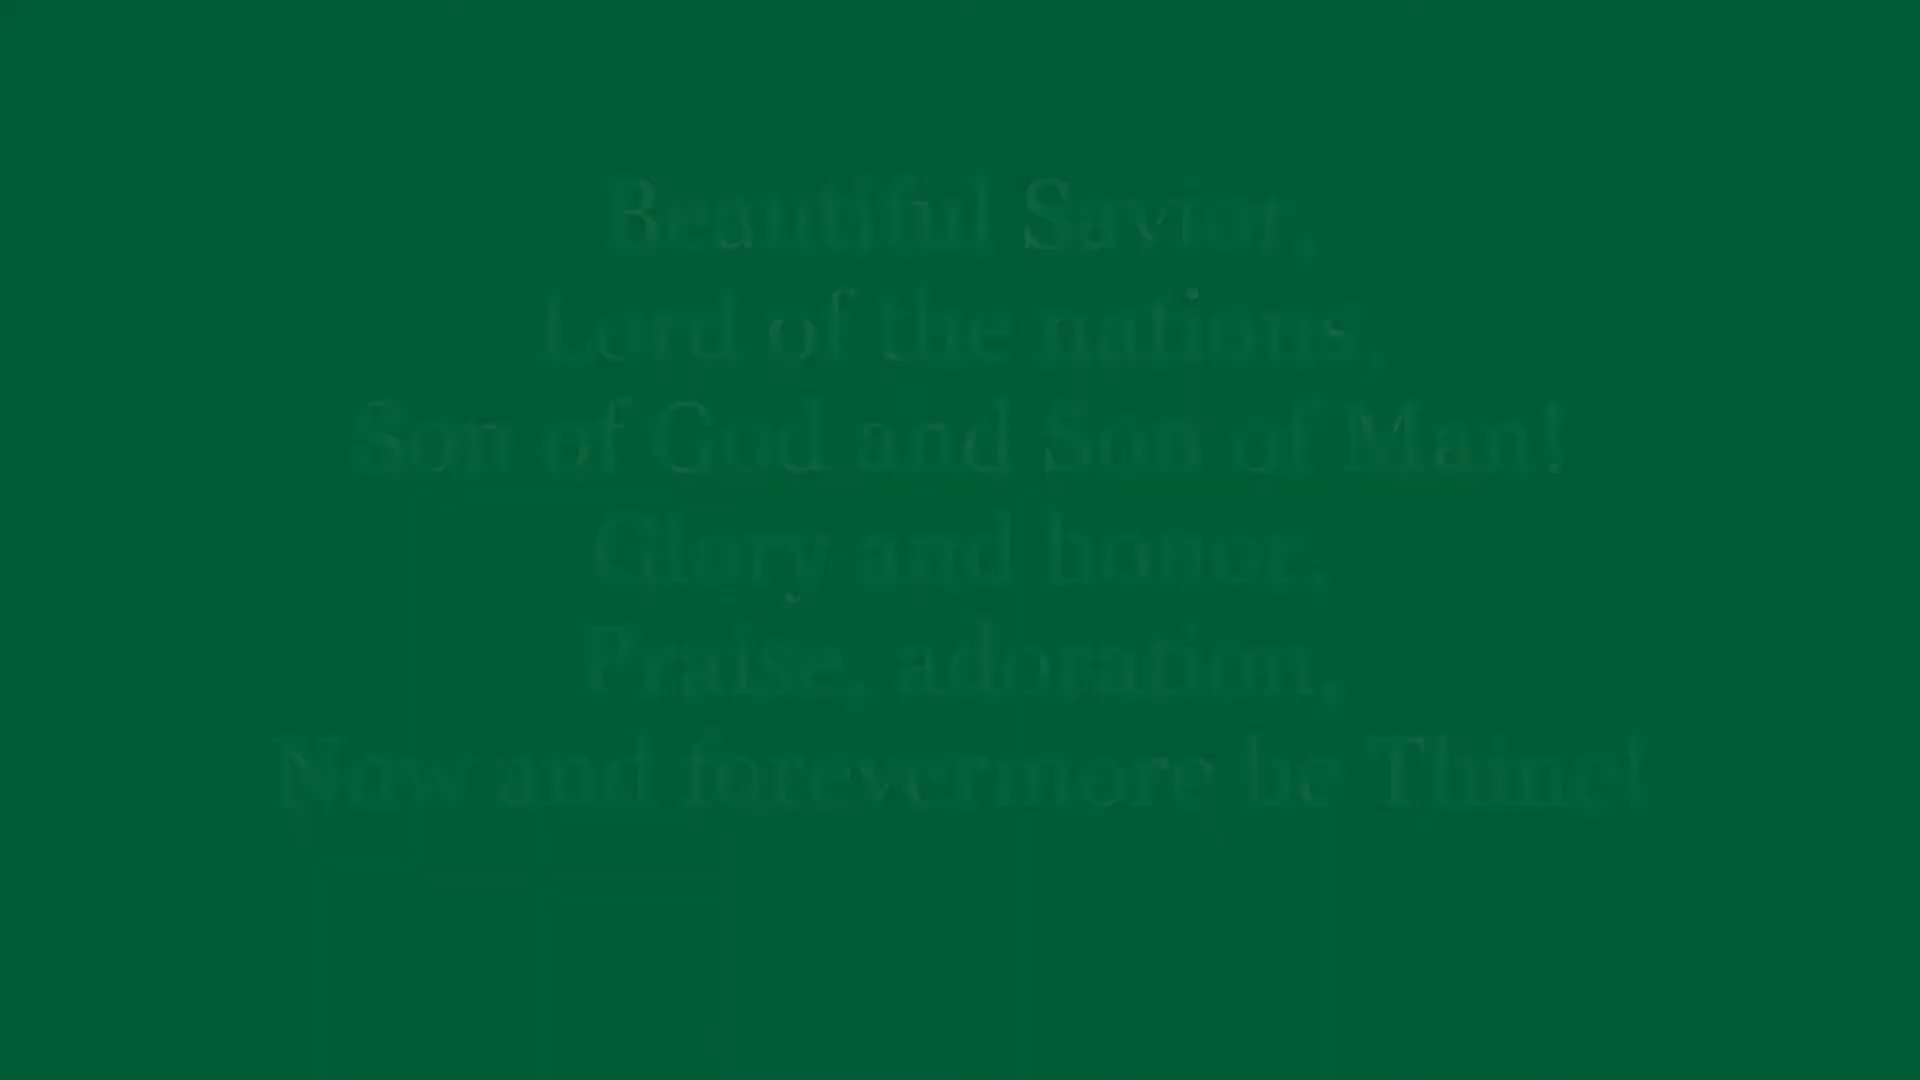 Beautiful Savior,
Lord of the nations,
Son of God and Son of Man!
Glory and honor,
Praise, adoration,
Now and forevermore be Thine!